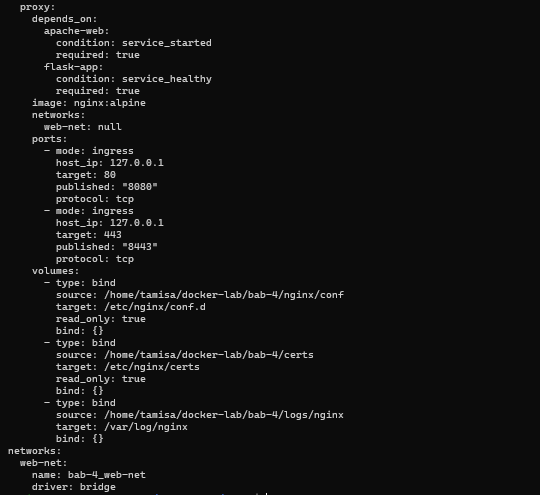 proxy:
depends_on:
apache-web:
condition: service_started
required: true
flask-app:
condition: service_healthy
required: true
image: nginx:alpine
networks:
web-net: null
ports:
- mode: ingress
host_ip: 127.0.0.1
target: 80
published: "8080"
protocol: tcp
- mode: ingress
host_ip: 127.0.0.1
target: 443
published: "8443"
protocol: tcp
volumes:
- type: bind
source: /home/tamisa/docker-lab/bab-4/nginx/conf
target: /etc/nginx/conf.d
read_only: true
bind: {}
- type: bind
source: /home/tamisa/docker-lab/bab-4/certs
target: /etc/nginx/certs
read_only: true
bind: {}
- type: bind
source: /home/tamisa/docker-lab/bab-4/logs/nginx
target: /var/log/nginx
bind: {}
networks:
web-net:
name: bab-4_web-net
driver: bridge